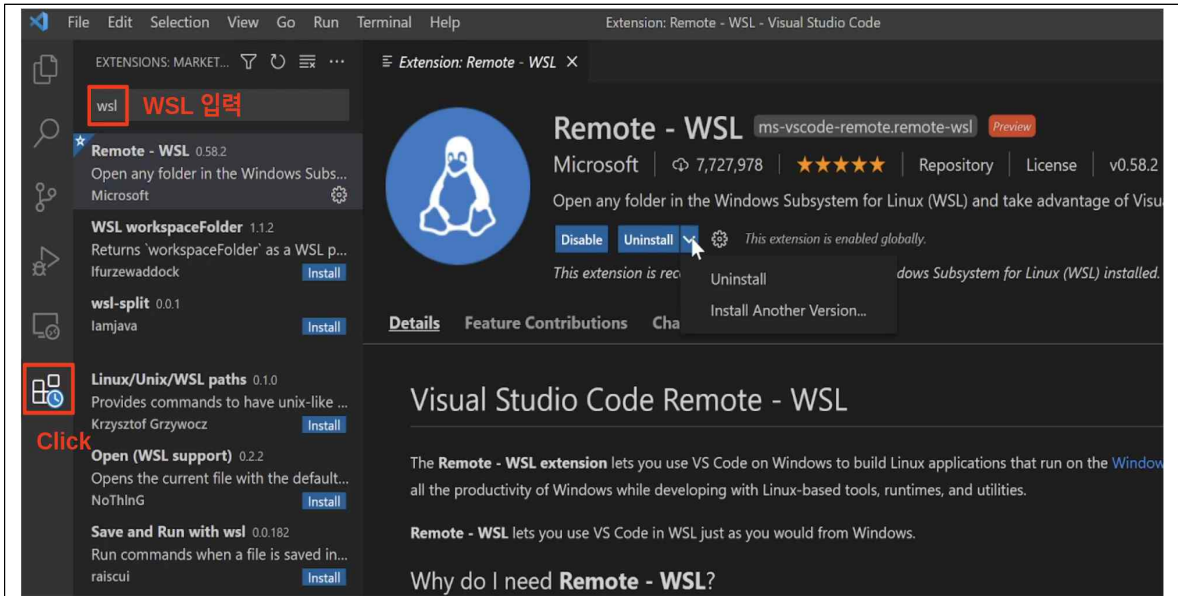 File Edit Selection View Go Run Terminal Help
Extension: Remote - WSL - Visual Studio Code
EXTENSIONS: MARKET...
wsl
WSL 입력
Remote - WSL 0.58.2
Open any folder in the Windows Subs...
Microsoft
WSL workspaceFolder 1.1.2
Returns `workspaceFolder` as a WSL p...
lfurzewaddock
Install
wsl-split 0.0.1
Iamjava
Install
Linux/Unix/WSL paths 0.1.0
Provides commands to have unix-like ...
Krzysztof Grzywocz
Install
Click
Open (WSL support) 0.2.2
Opens the current file with the default...
NoThInG
Install
Save and Run with wsl 0.0.182
Run commands when a file is saved in...
raiscui
Install
Extension: Remote - WSL
Remote - WSL ms-vscode-remote.remote-wsl Preview
Microsoft 7,727,978 ★★★★★ Repository License v0.58.2
Open any folder in the Windows Subsystem for Linux (WSL) and take advantage of Visu
Disable Uninstall This extension is enabled globally.
This extension is rec dows Subsystem for Linux (WSL) installed.
Uninstall
Install Another Version...
Details Feature Contributions Cha
Visual Studio Code Remote - WSL
The Remote - WSL extension lets you use VS Code on Windows to build Linux applications that run on the Window
all the productivity of Windows while developing with Linux-based tools, runtimes, and utilities.
Remote - WSL lets you use VS Code in WSL just as you would from Windows.
Why do I need Remote - WSL?